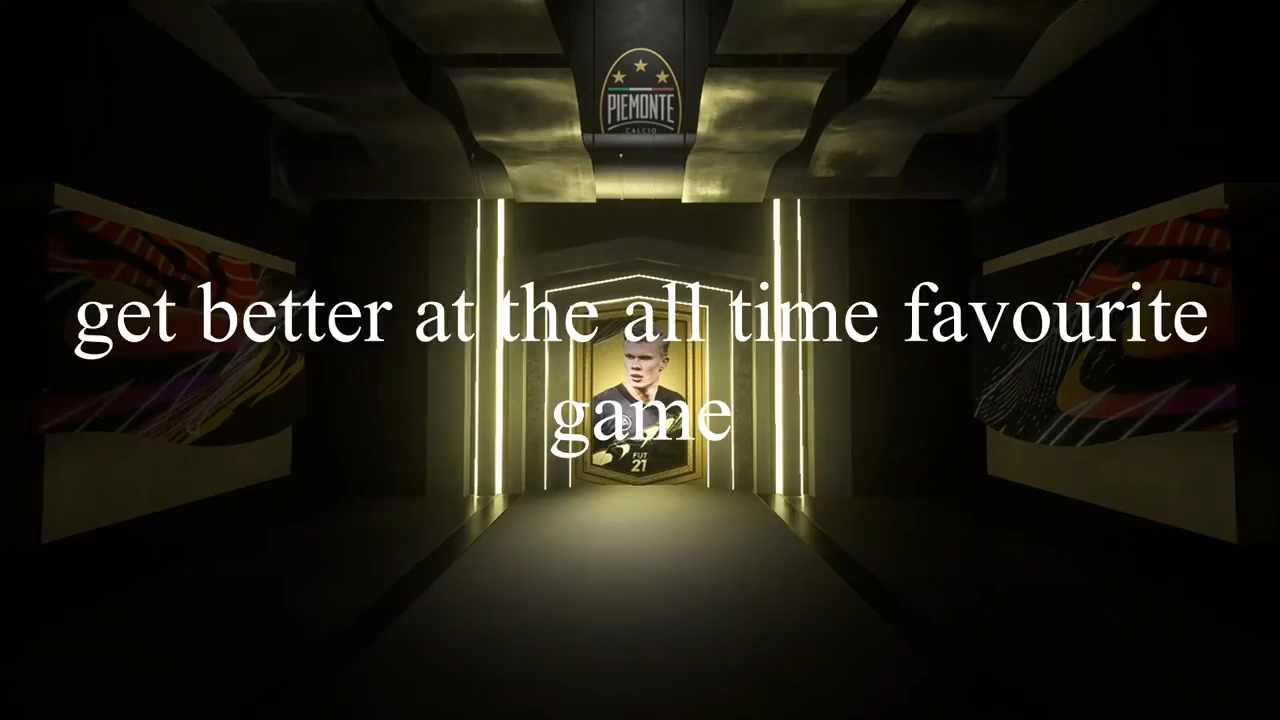 PIEMONTE
CALCIO
get better at the all time favourite
game
FUT
21